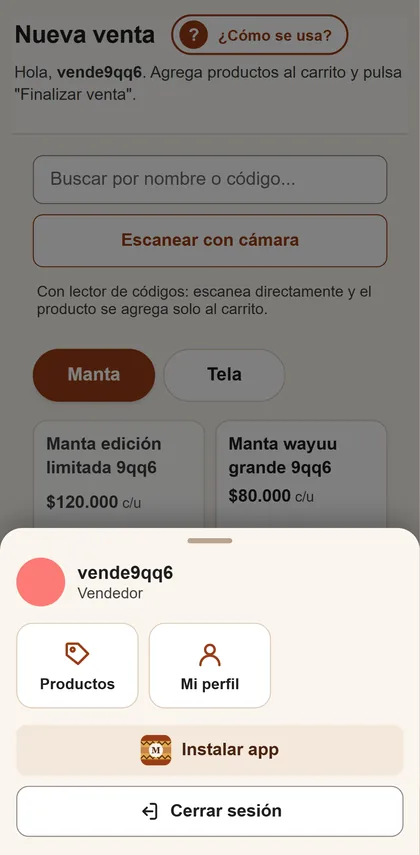 Nueva venta
? ¿Cómo se usa?
Hola, vende9qq6. Agrega productos al carrito y pulsa
"Finalizar venta".
Buscar por nombre o código...
Escanear con cámara
Con lector de códigos: escanea directamente y el
producto se agrega solo al carrito.
Manta
Tela
Manta edición
limitada 9qq6
$120.000 c/u
Manta wayuu
grande 9qq6
$80.000 c/u
vende9qq6
Vendedor
Productos
Mi perfil
M
Instalar app
Cerrar sesión